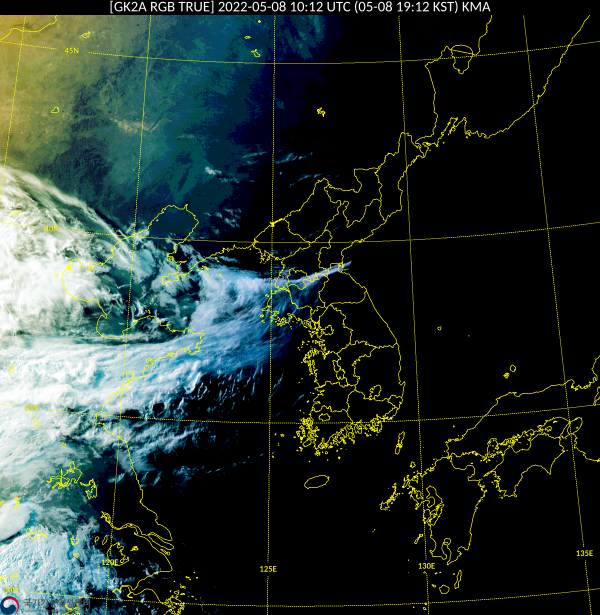 [GK2A RGB TRUE] 2022-05-08 10:12 UTC (05-08 19:12 KST) KMA
45N
120E
125E
130E
135E